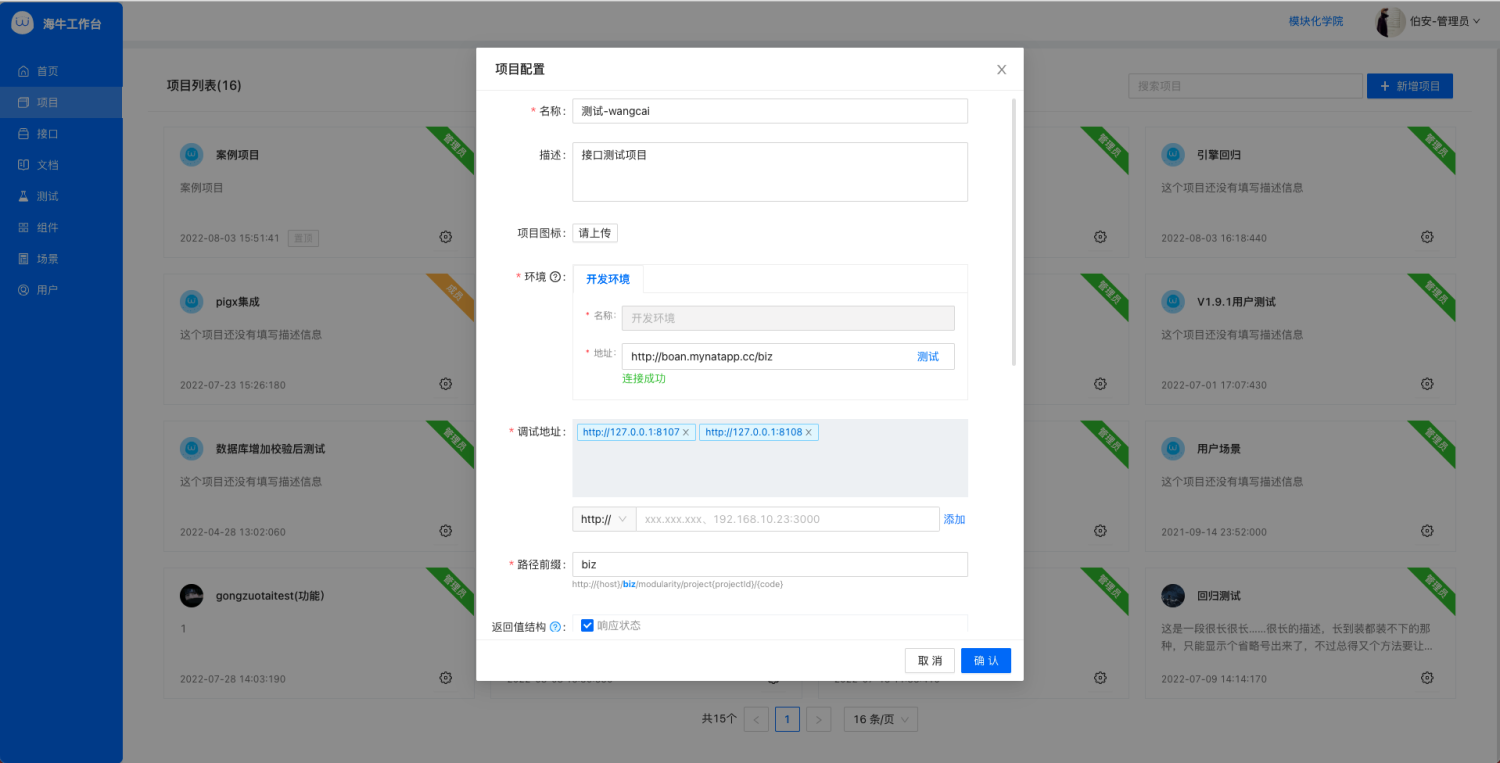 海牛工作台
模块化学院
伯安-管理员
首页
项目
接口
文档
测试
组件
场景
用户
项目列表(16)
搜索项目
+ 新增项目
案例项目
管理员
案例项目
2022-08-03 15:51:41
置顶
管理员
引擎回归
管理员
这个项目还没有填写描述信息
2022-08-03 16:18:440
pigx集成
成员
这个项目还没有填写描述信息
2022-07-23 15:26:180
管理员
V1.9.1用户测试
管理员
这个项目还没有填写描述信息
2022-07-01 17:07:430
数据库增加校验后测试
管理员
这个项目还没有填写描述信息
2022-04-28 13:02:060
管理员
用户场景
管理员
这个项目还没有填写描述信息
2021-09-14 23:52:000
gongzuotaitest(功能)
管理员
1
2022-07-28 14:03:190
管理员
回归测试
管理员
这是一段很长很长……很长的描述，长到装都装不下的那
种，只能显示个省略号出来了，不过总得又个方法要让...
2022-07-09 14:14:170
共15个
1
16 条/页
项目配置
* 名称:
测试-wangcai
描述:
接口测试项目
项目图标:
请上传
* 环境 ?:
开发环境
* 名称:
开发环境
* 地址:
http://boan.mynatapp.cc/biz
测试
连接成功
* 调试地址:
http://127.0.0.1:8107 ×
http://127.0.0.1:8108 ×
http://
xxx.xxx.xxx、192.168.10.23:3000
添加
* 路径前缀:
biz
http://{host}/biz/modularity/project{projectId}/{code}
返回值结构 ?:
响应状态
取 消
确 认